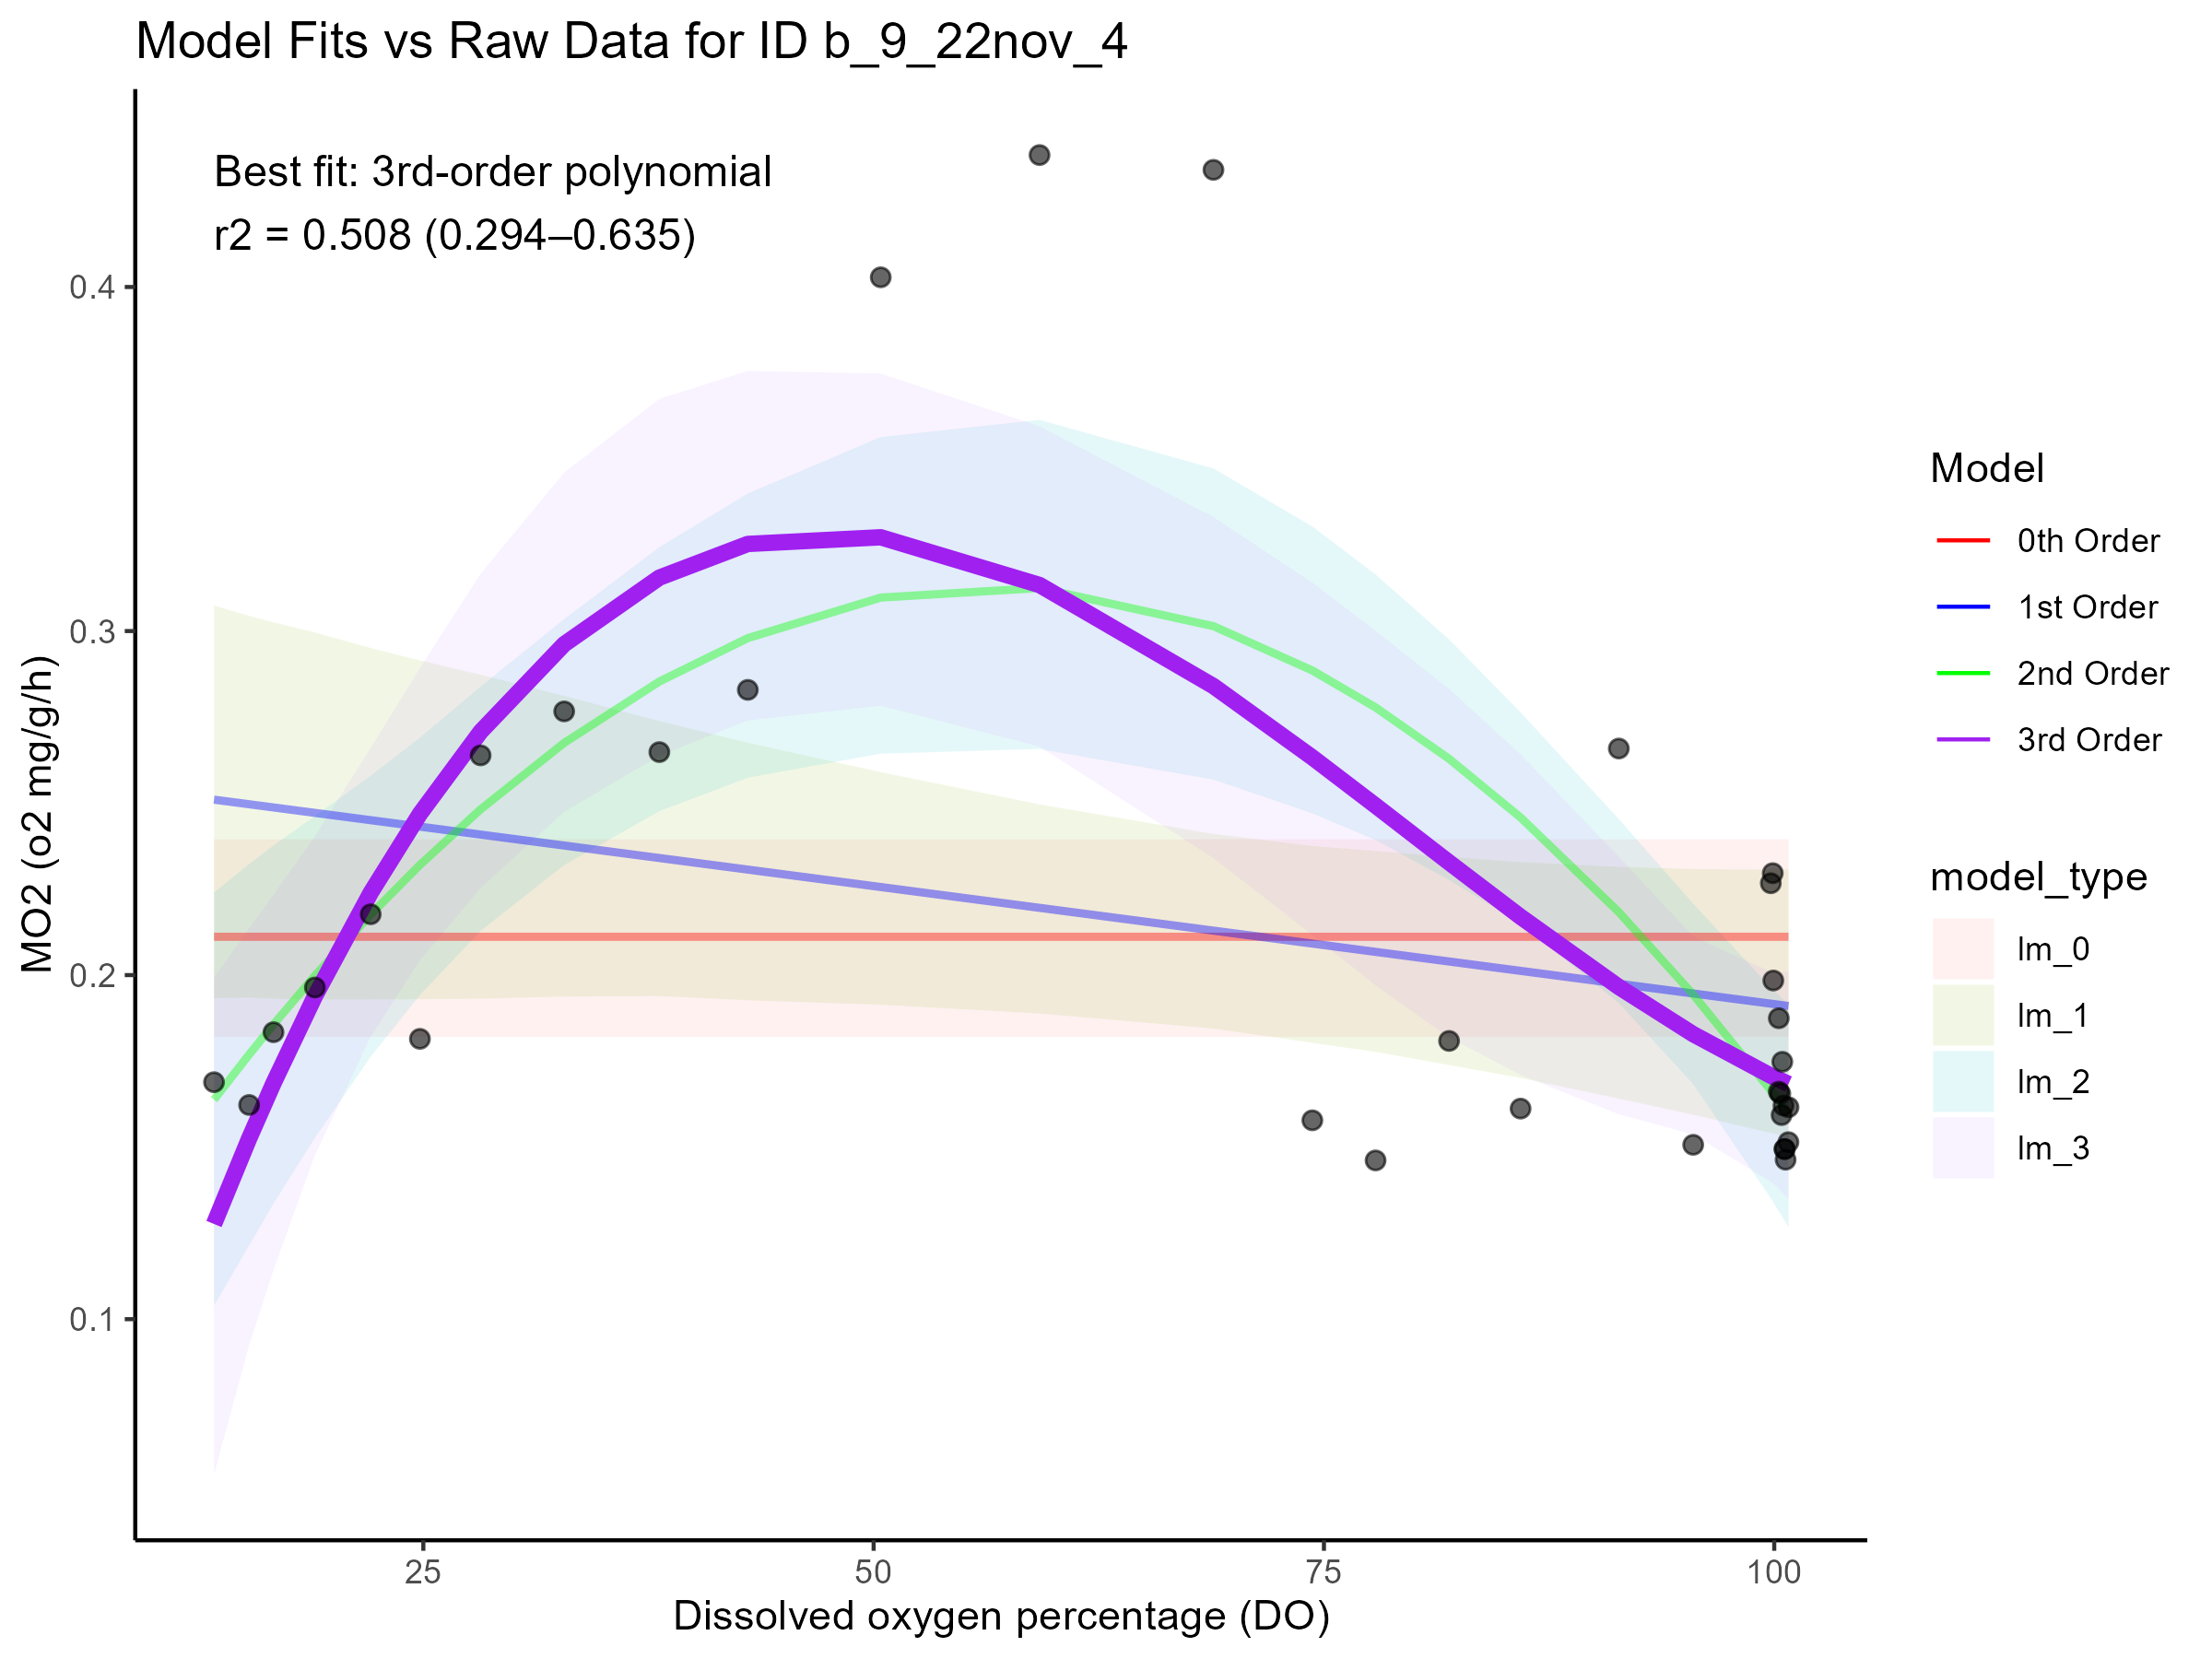 Model Fits vs Raw Data for ID b_9_22nov_4
Best fit: 3rd-order polynomial
r2 = 0.508 (0.294–0.635)
0.4
0.3
0.2
0.1
MO2 (o2 mg/g/h)
25
50
75
100
Dissolved oxygen percentage (DO)
Model
0th Order
1st Order
2nd Order
3rd Order
model_type
lm_0
lm_1
lm_2
lm_3